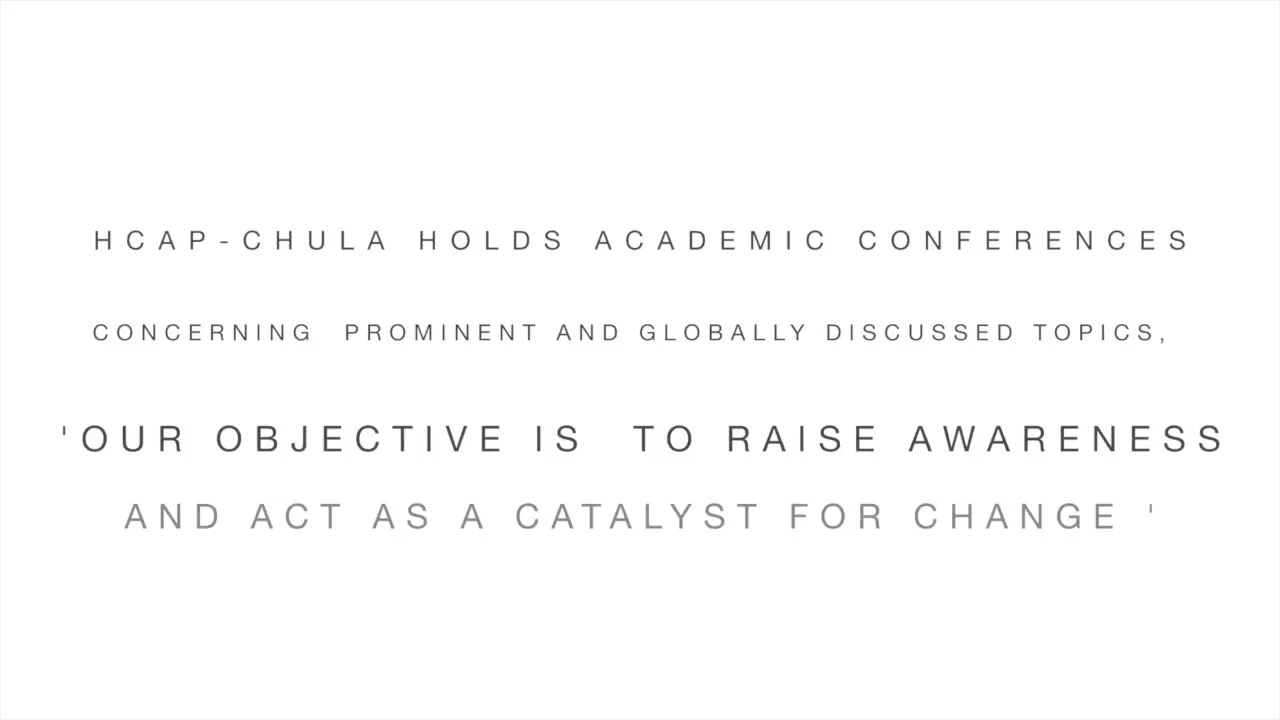 HCAP-CHULA HOLDS ACADEMIC CONFERENCES
CONCERNING PROMINENT AND GLOBALLY DISCUSSED TOPICS,
'OUR OBJECTIVE IS TO RAISE AWARENESS
AND ACT AS A CATALYST FOR CHANGE '